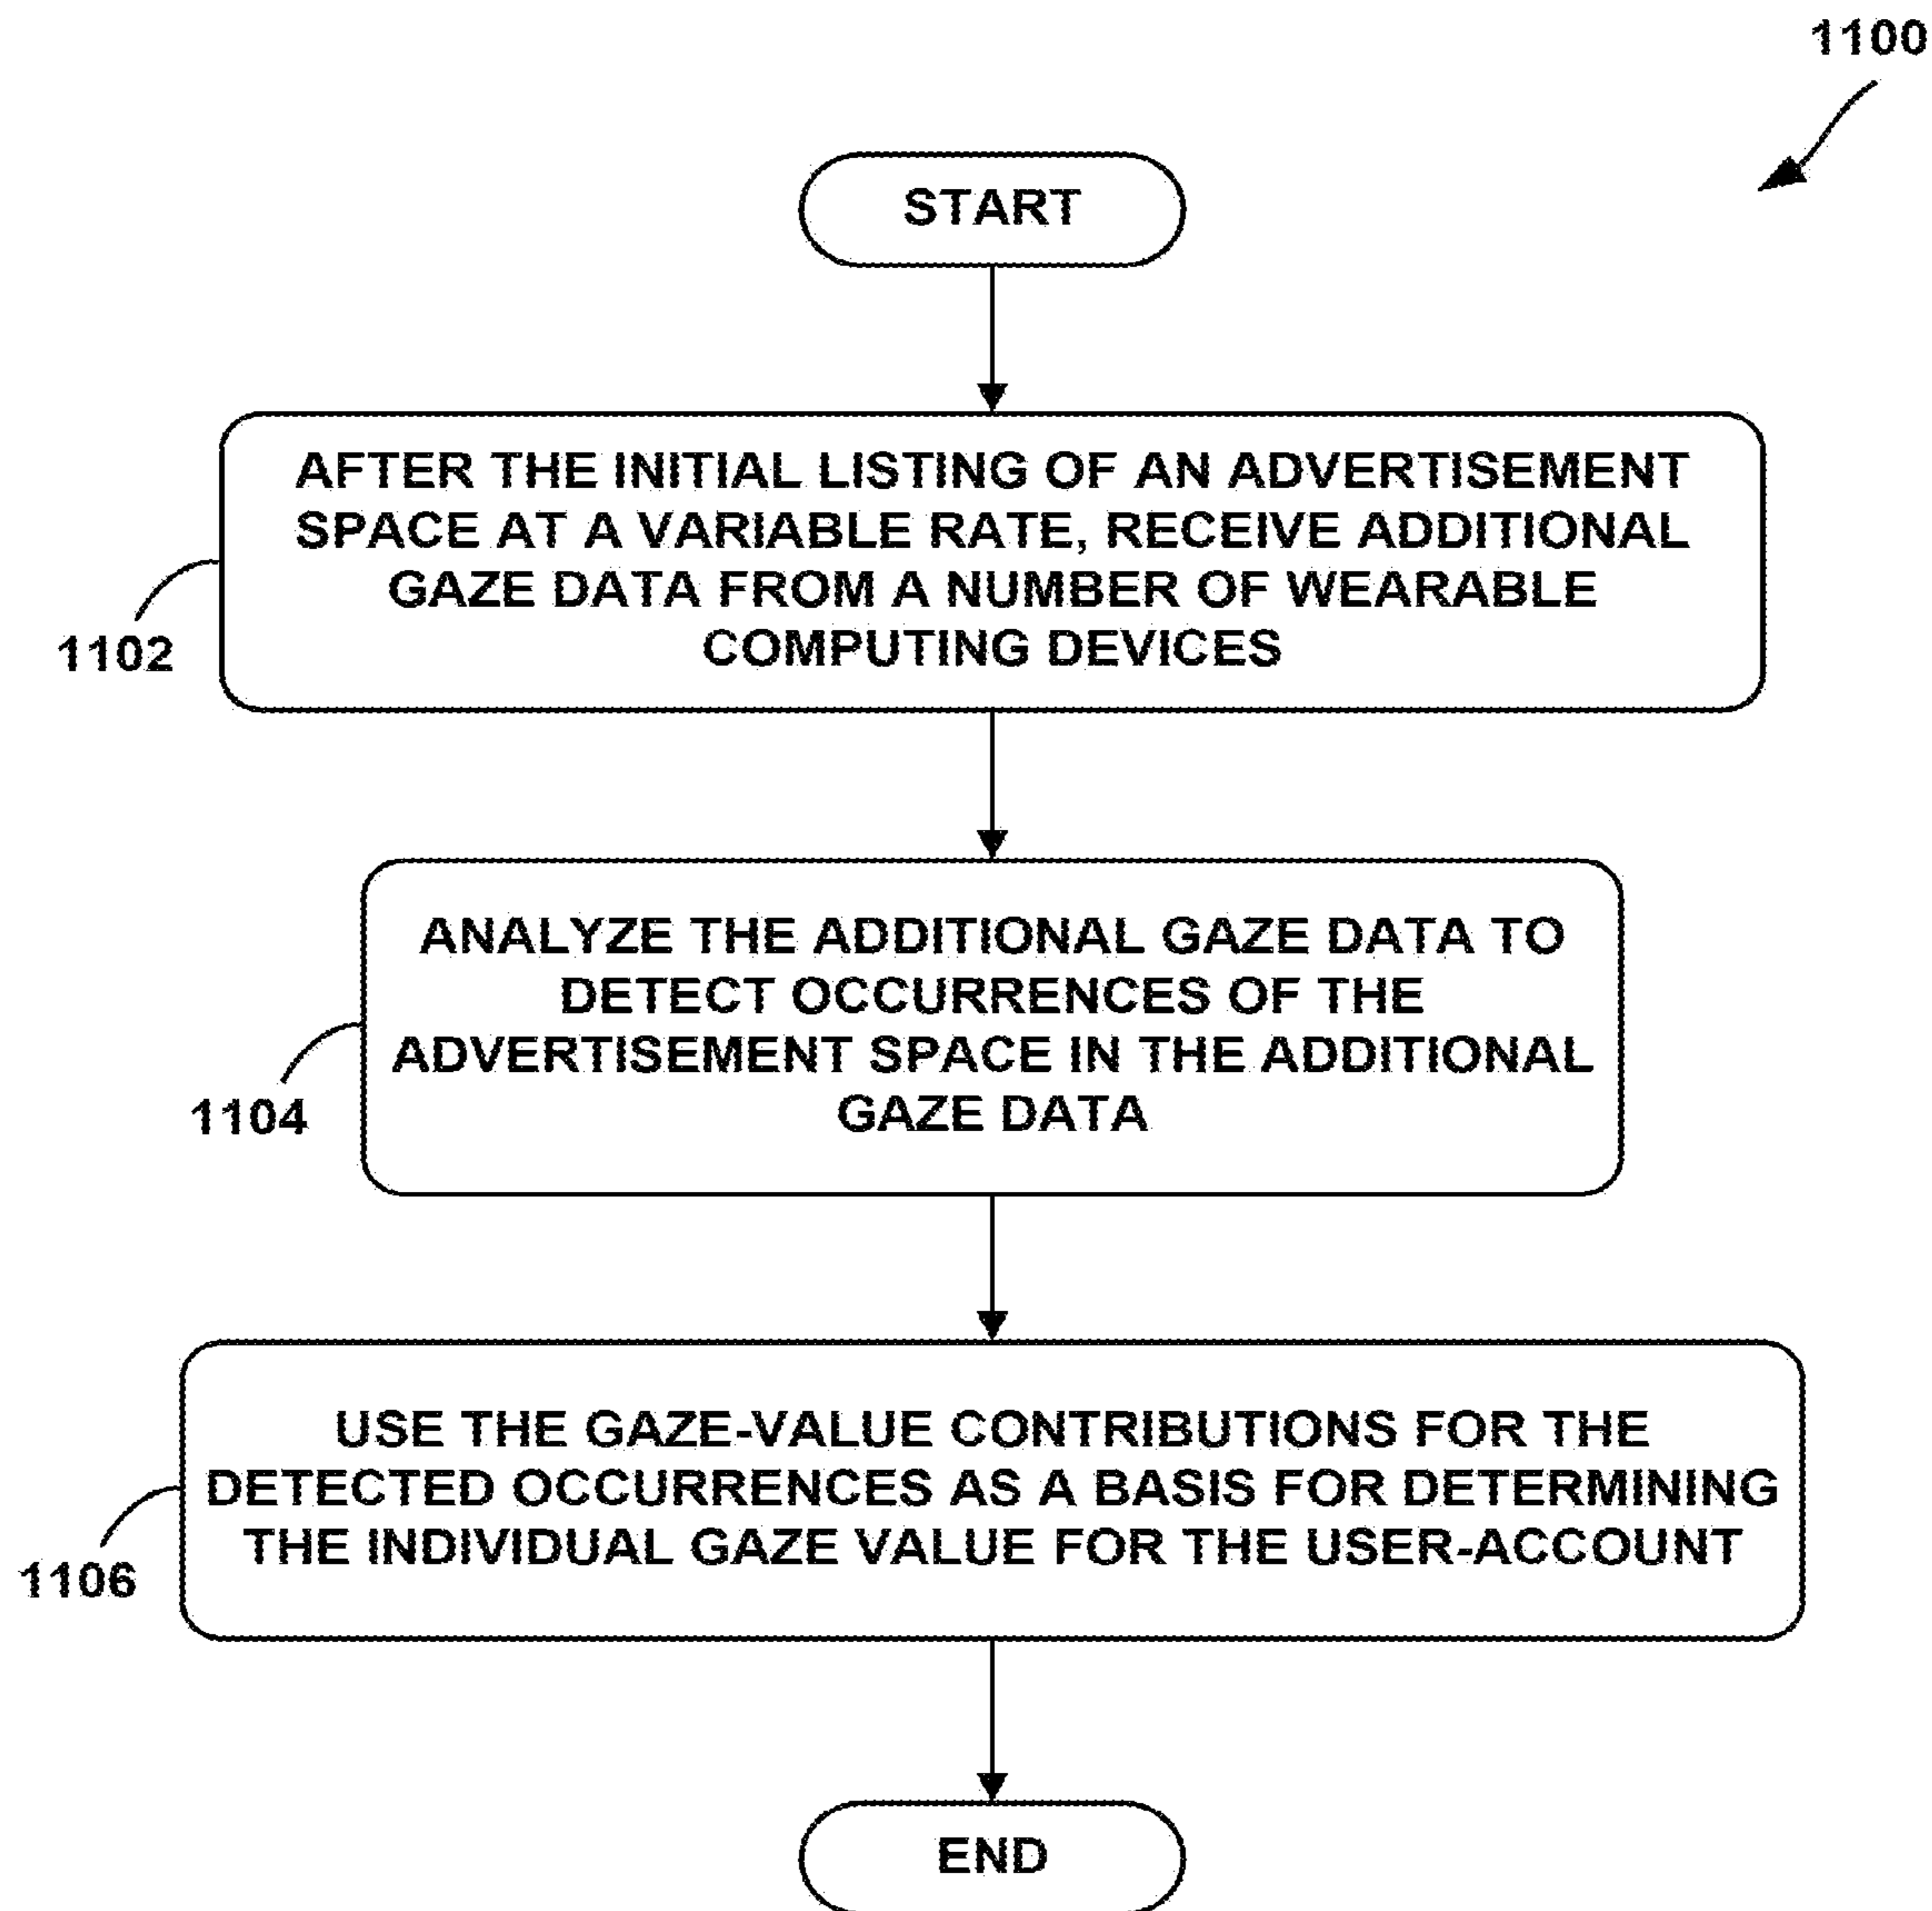 1100
START
AFTER THE INITIAL LISTING OF AN ADVERTISEMENT
SPACE AT A VARIABLE RATE, RECEIVE ADDITIONAL
GAZE DATA FROM A NUMBER OF WEARABLE
COMPUTING DEVICES
1102
ANALYZE THE ADDITIONAL GAZE DATA TO
DETECT OCCURRENCES OF THE
ADVERTISEMENT SPACE IN THE ADDITIONAL
GAZE DATA
1104
USE THE GAZE-VALUE CONTRIBUTIONS FOR THE
DETECTED OCCURRENCES AS A BASIS FOR DETERMINING
THE INDIVIDUAL GAZE VALUE FOR THE USER-ACCOUNT
1106
END